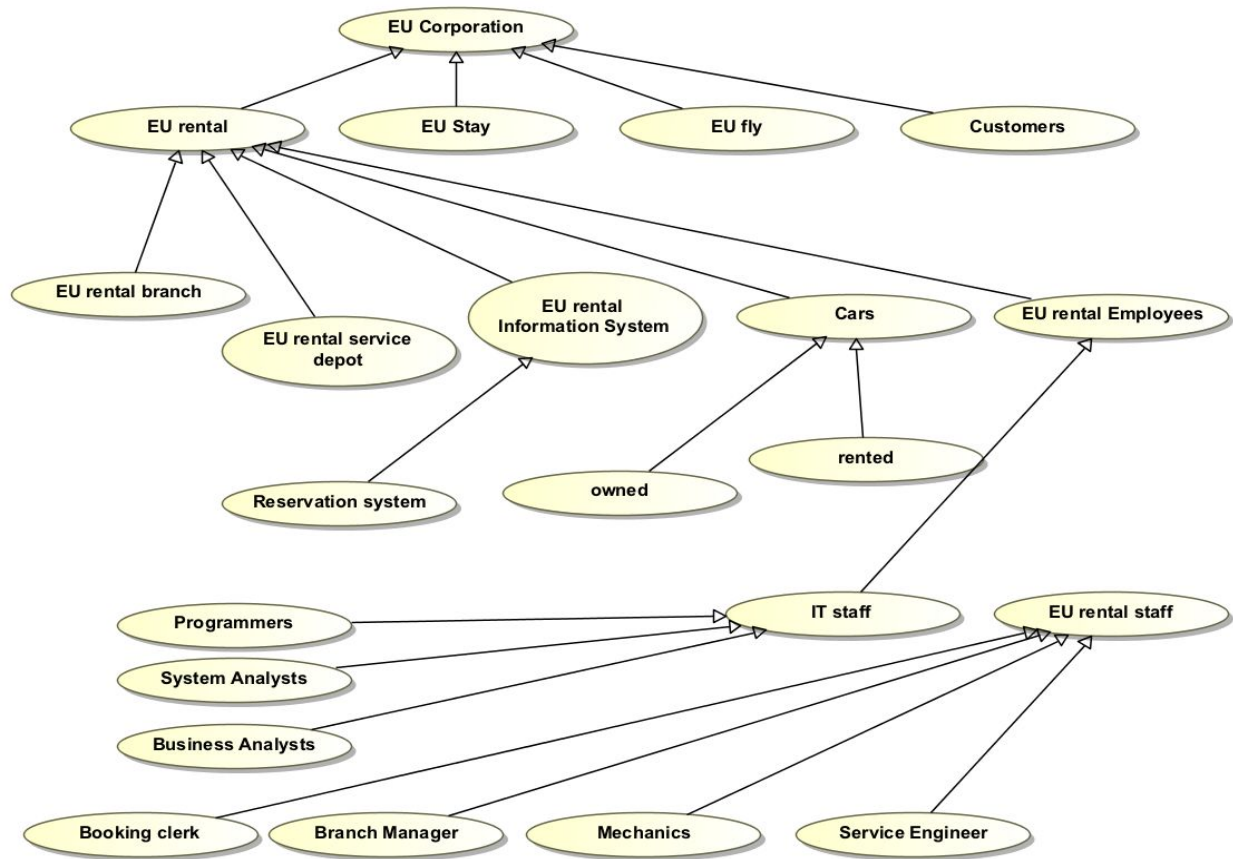 EU Corporation
EU rental
EU Stay
EU fly
Customers
EU rental branch
EU rental service
depot
EU rental
Information System
Cars
EU rental Employees
Reservation system
owned
rented
Programmers
IT staff
EU rental staff
System Analysts
Business Analysts
Booking clerk
Branch Manager
Mechanics
Service Engineer